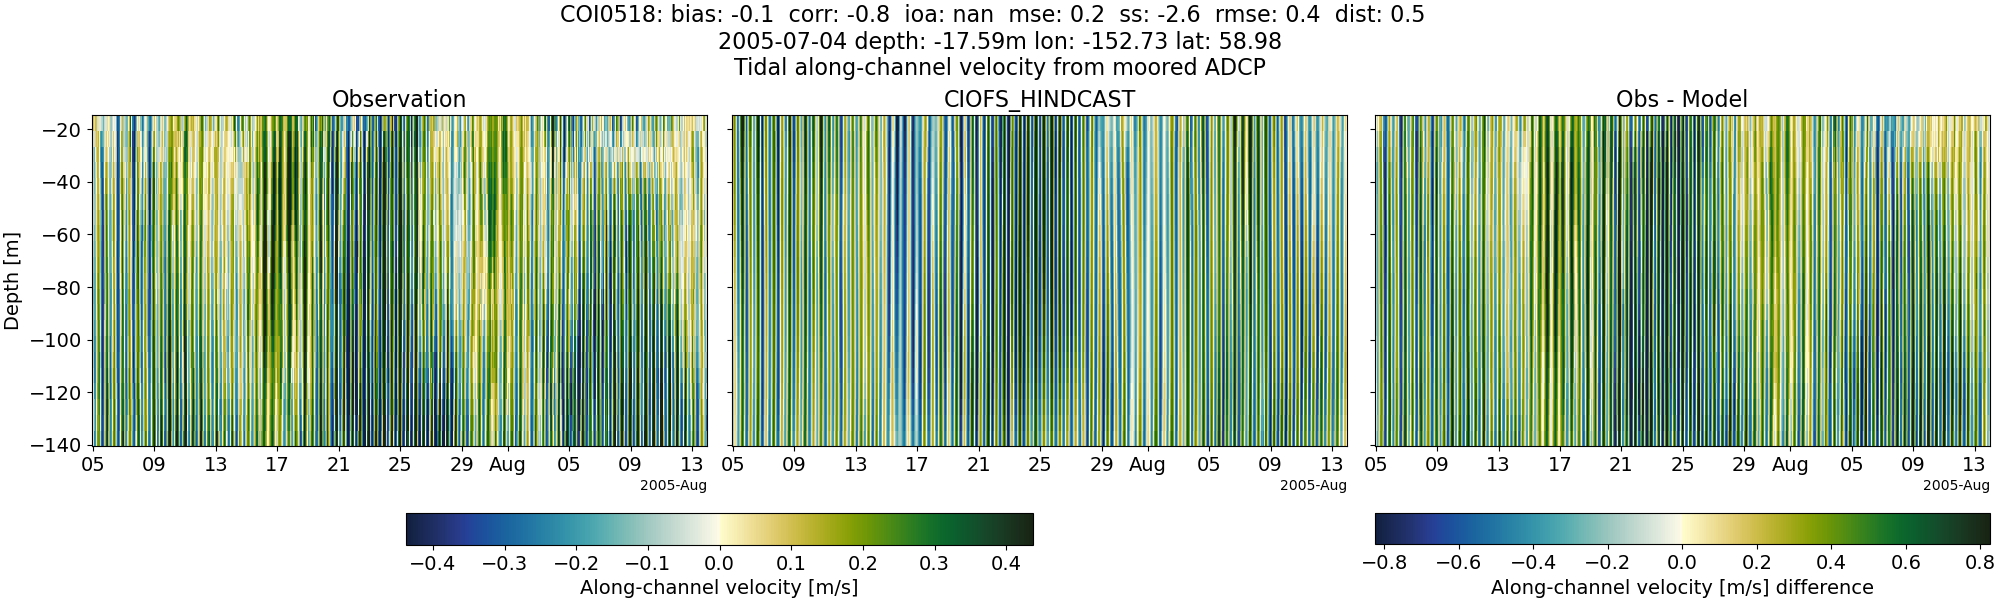 COI0518: bias: -0.1 corr: -0.8 ioa: nan mse: 0.2 ss: -2.6 rmse: 0.4 dist: 0.5
2005-07-04 depth: -17.59m lon: -152.73 lat: 58.98
Tidal along-channel velocity from moored ADCP
Observation
CIOFS_HINDCAST
Obs - Model
Depth [m]
−20
−40
−60
−80
−100
−120
−140
05 09 13 17 21 25 29 Aug 05 09 13
2005-Aug
05 09 13 17 21 25 29 Aug 05 09 13
2005-Aug
05 09 13 17 21 25 29 Aug 05 09 13
2005-Aug
−0.4 −0.3 −0.2 −0.1 0.0 0.1 0.2 0.3 0.4
Along-channel velocity [m/s]
−0.8 −0.6 −0.4 −0.2 0.0 0.2 0.4 0.6 0.8
Along-channel velocity [m/s] difference